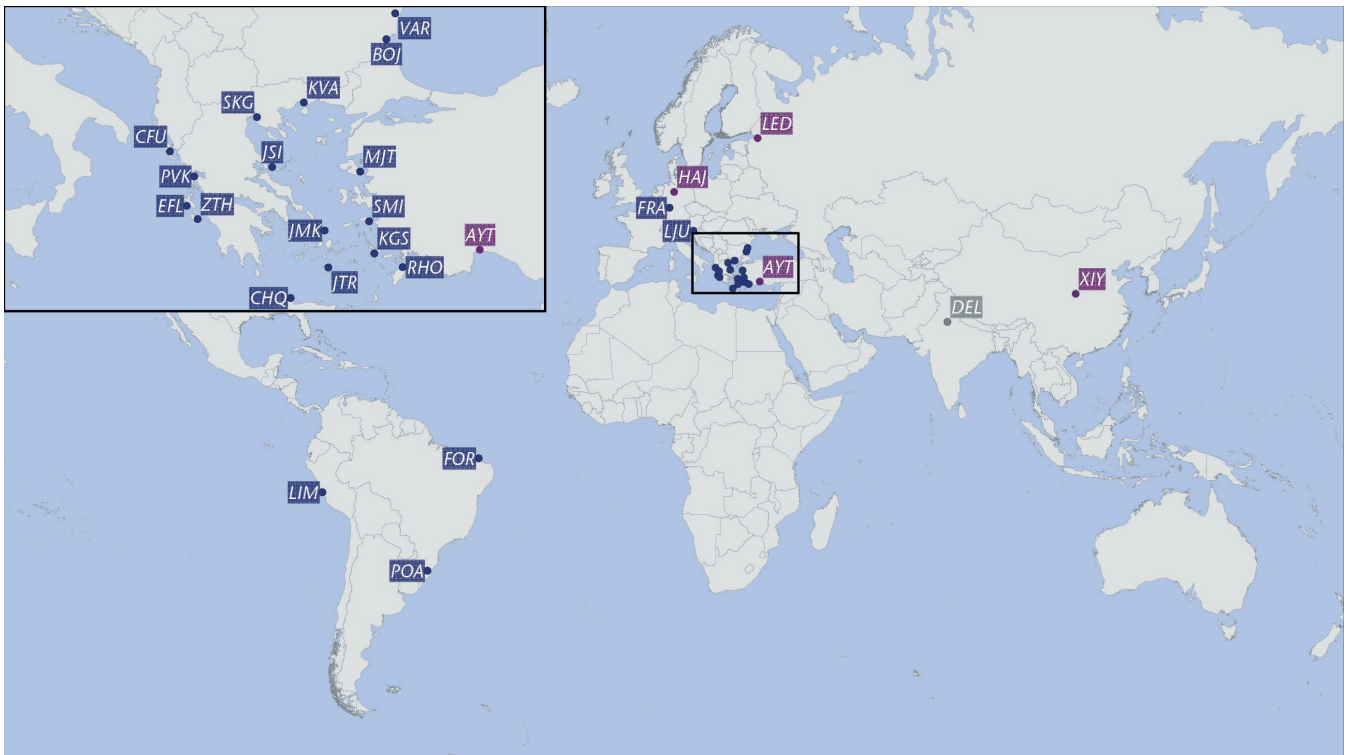 VAR
BOJ
KVA
SKG
CFU
JSI
MJT
PVK
EFL
ZTH
SMI
JMK
KGS
AYT
RHO
JTR
CHQ
LED
HAJ
FRA
LJU
AYT
XIY
DEL
FOR
LIM
POA